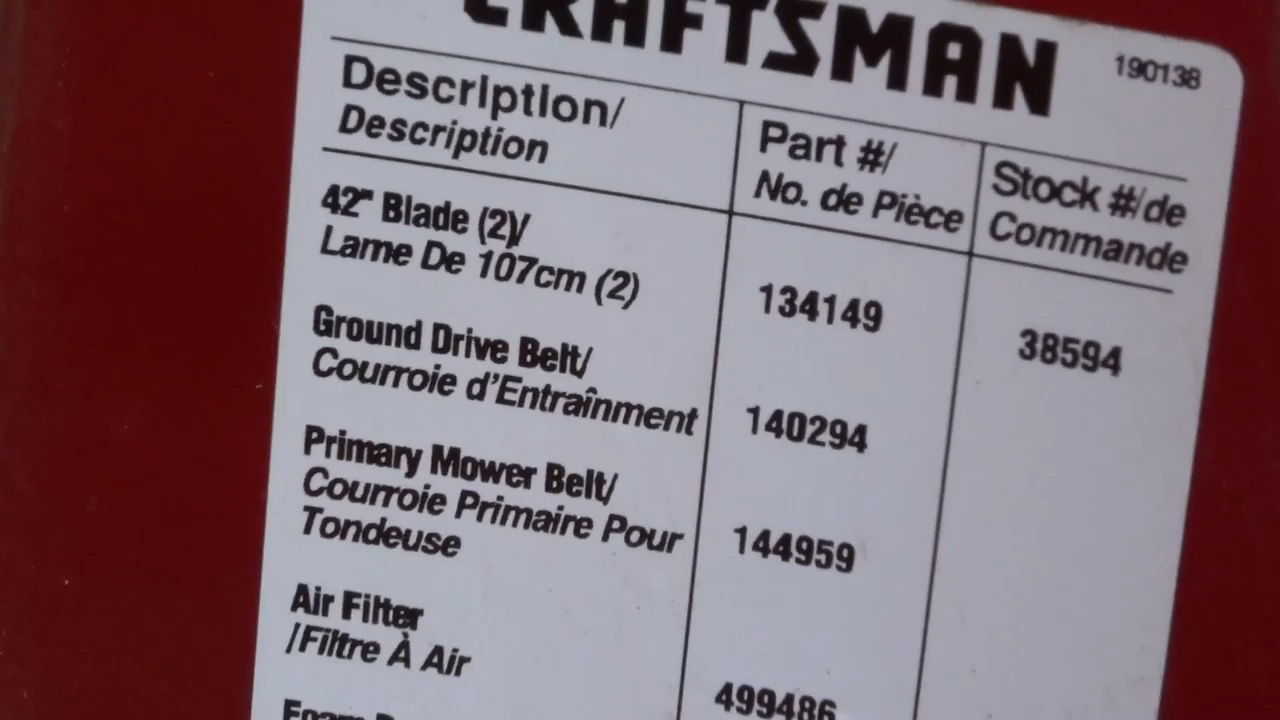 CRAFTSMAN
190138
Description/
Description
Part #/
No. de Pièce
Stock #/de
Commande
42" Blade (2)/
Lame De 107cm (2)
134149
38594
Ground Drive Belt/
Courroie d'Entraînment
140294
Primary Mower Belt/
Courroie Primaire Pour
Tondeuse
144959
Air Filter
/Filtre À Air
499486